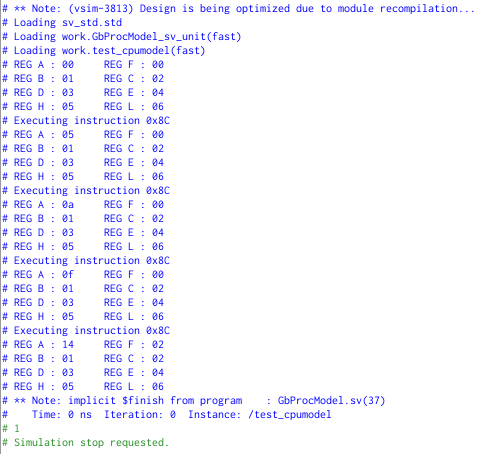 # ** Note: (vsim-3813) Design is being optimized due to module recompilation...
# Loading sv_std.std
# Loading work.GbProcModel_sv_unit(fast)
# Loading work.test_cpumodel(fast)
# REG A : 00     REG F : 00
# REG B : 01     REG C : 02
# REG D : 03     REG E : 04
# REG H : 05     REG L : 06
# Executing instruction 0x8C
# REG A : 05     REG F : 00
# REG B : 01     REG C : 02
# REG D : 03     REG E : 04
# REG H : 05     REG L : 06
# Executing instruction 0x8C
# REG A : 0a     REG F : 00
# REG B : 01     REG C : 02
# REG D : 03     REG E : 04
# REG H : 05     REG L : 06
# Executing instruction 0x8C
# REG A : 0f     REG F : 00
# REG B : 01     REG C : 02
# REG D : 03     REG E : 04
# REG H : 05     REG L : 06
# Executing instruction 0x8C
# REG A : 14     REG F : 02
# REG B : 01     REG C : 02
# REG D : 03     REG E : 04
# REG H : 05     REG L : 06
# ** Note: implicit $finish from program    : GbProcModel.sv(37)
#    Time: 0 ns  Iteration: 0  Instance: /test_cpumodel
# 1
# Simulation stop requested.